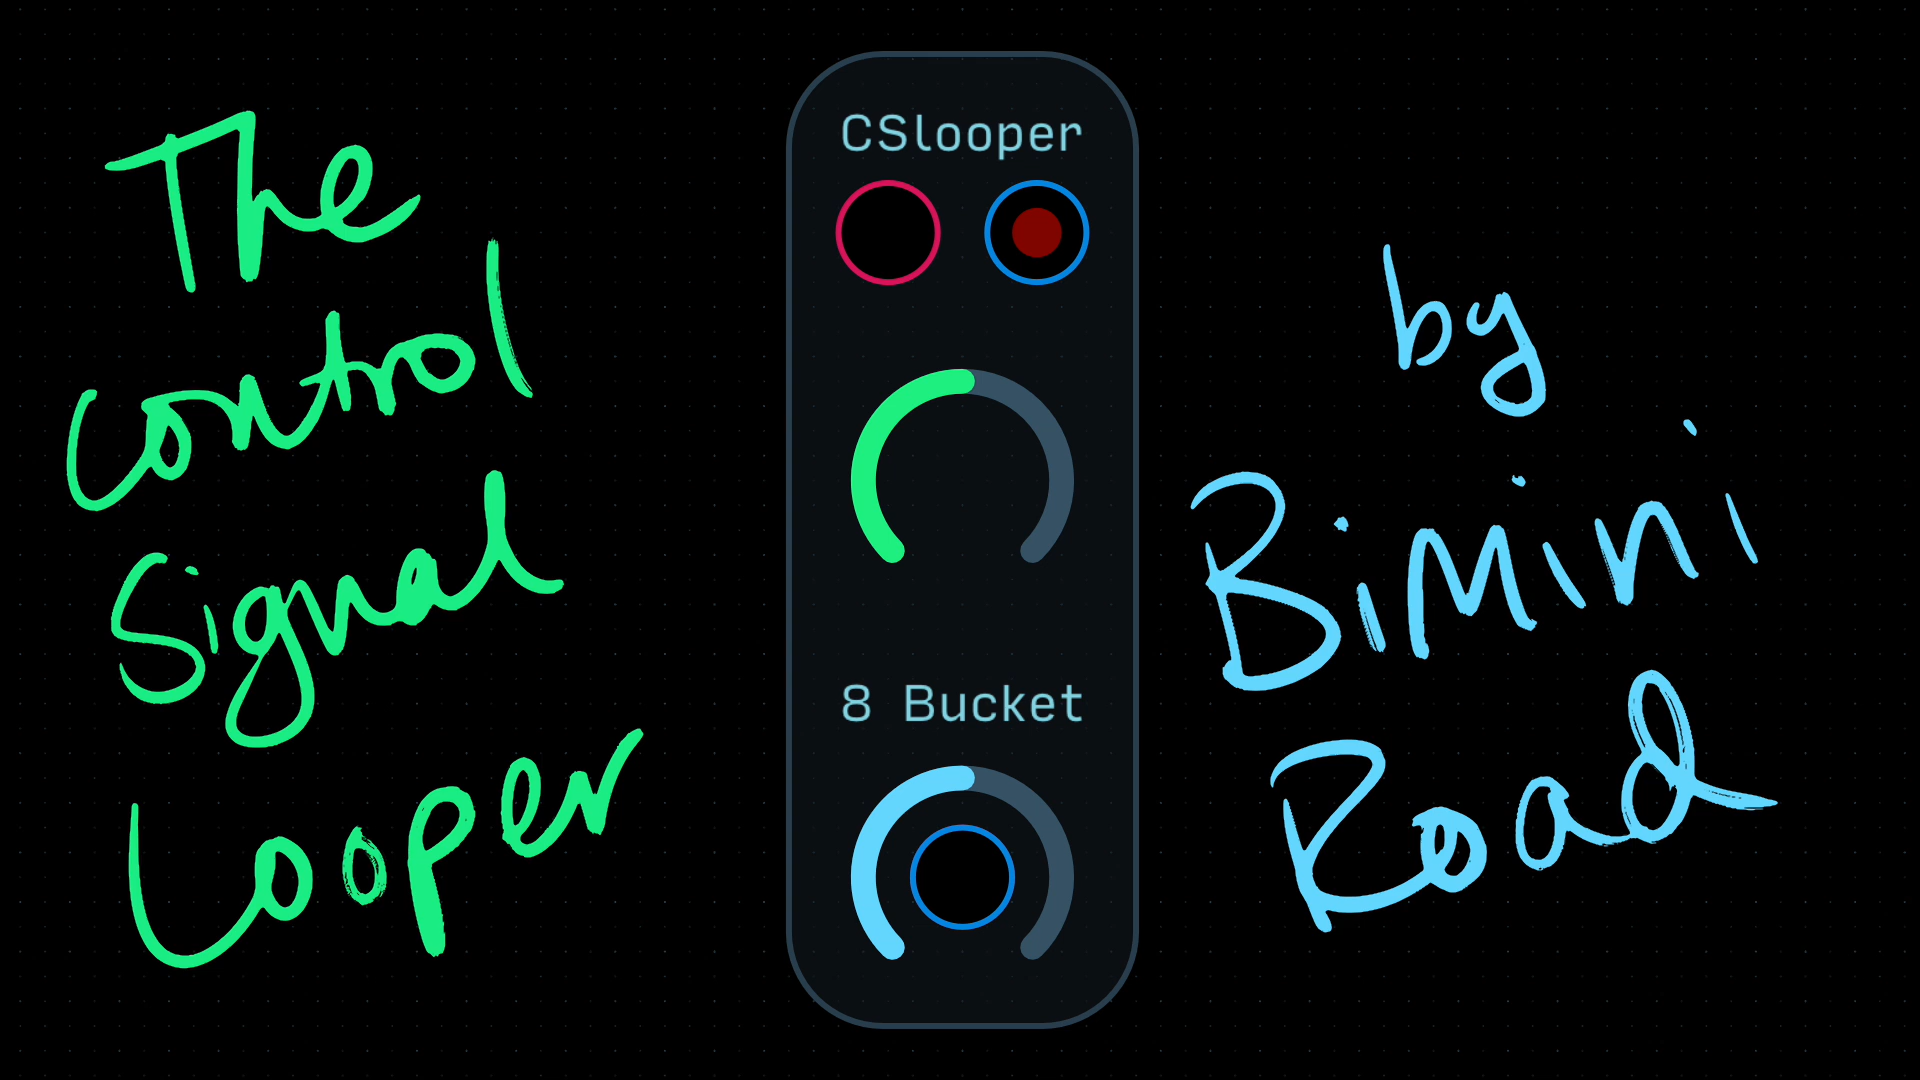 The
control
Signal
Looper
CSlooper
8 Bucket
by
Bimini
Road